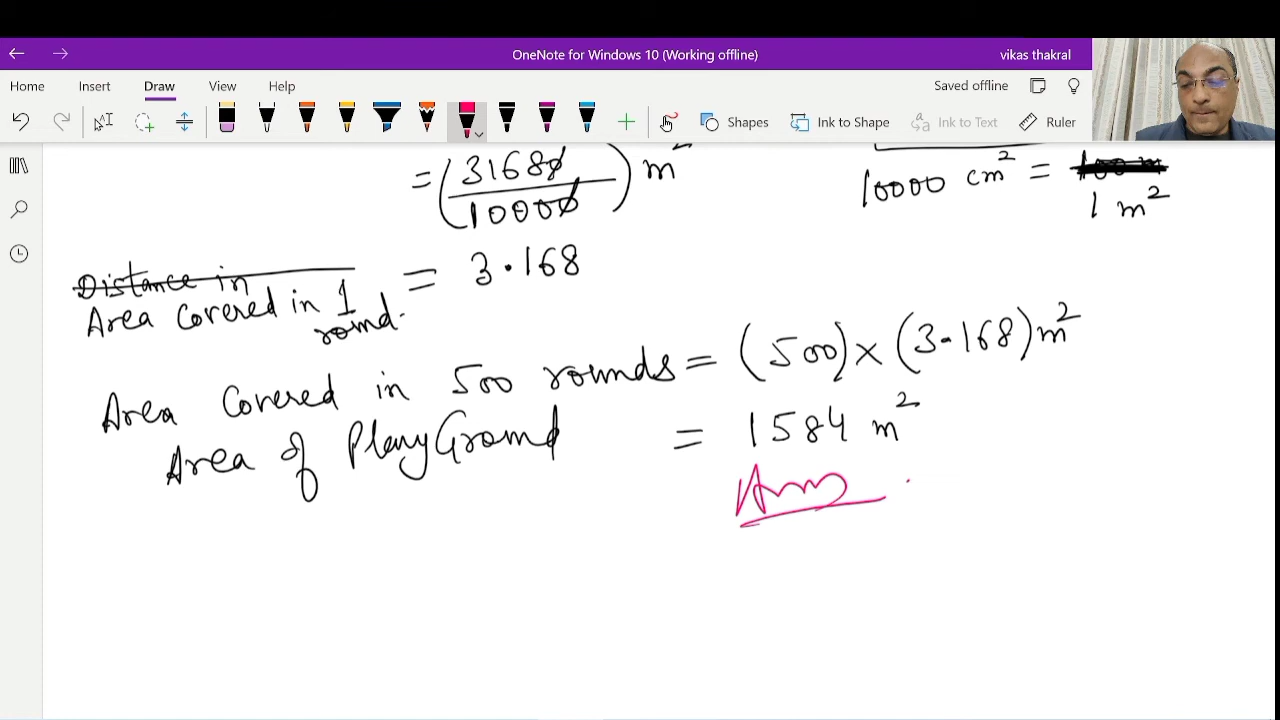 OneNote for Windows 10 (Working offline)
vikas thakral
Home Insert Draw View Help
Saved offline
Shapes Ink to Shape Ink to Text Ruler
= (31680/10000) m²
10000 cm² = 100 m
1 m²
Distance in = 3.168
Area Covered in 1
round.
Area Covered in 500 rounds = (500) × (3.168) m²
Area of PlayGround = 1584 m²
Ans